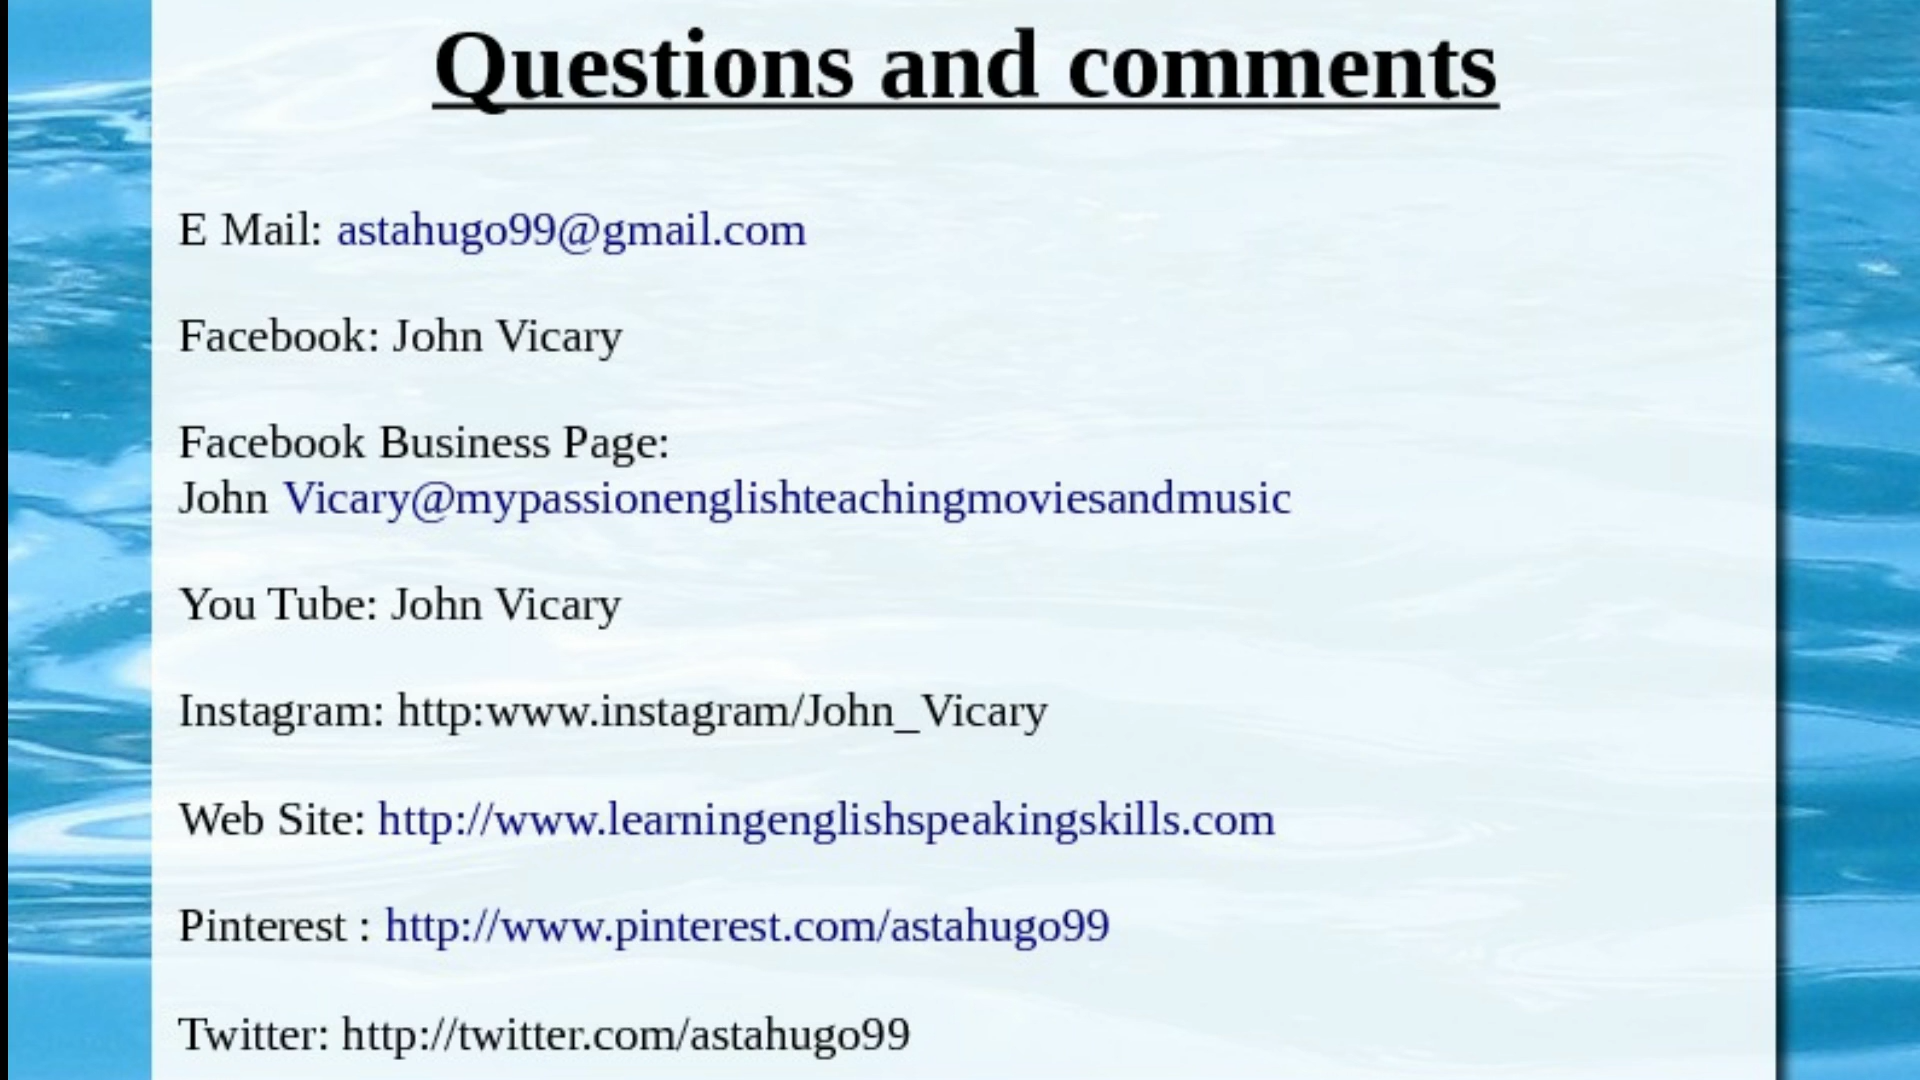 Questions and comments
E Mail: astahugo99@gmail.com
Facebook: John Vicary
Facebook Business Page:
John Vicary@mypassionenglishteachingmoviesandmusic
You Tube: John Vicary
Instagram: http:www.instagram/John_Vicary
Web Site: http://www.learningenglishspeakingskills.com
Pinterest : http://www.pinterest.com/astahugo99
Twitter: http://twitter.com/astahugo99